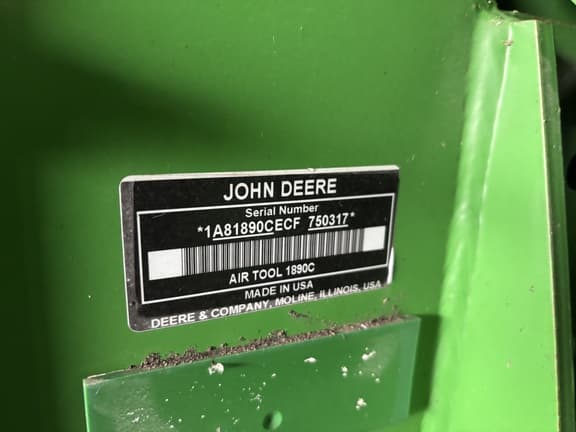 JOHN DEERE
Serial Number
*1A81890CECF 750317*
AIR TOOL 1890C
MADE IN USA
DEERE & COMPANY, MOLINE, ILLINOIS, USA